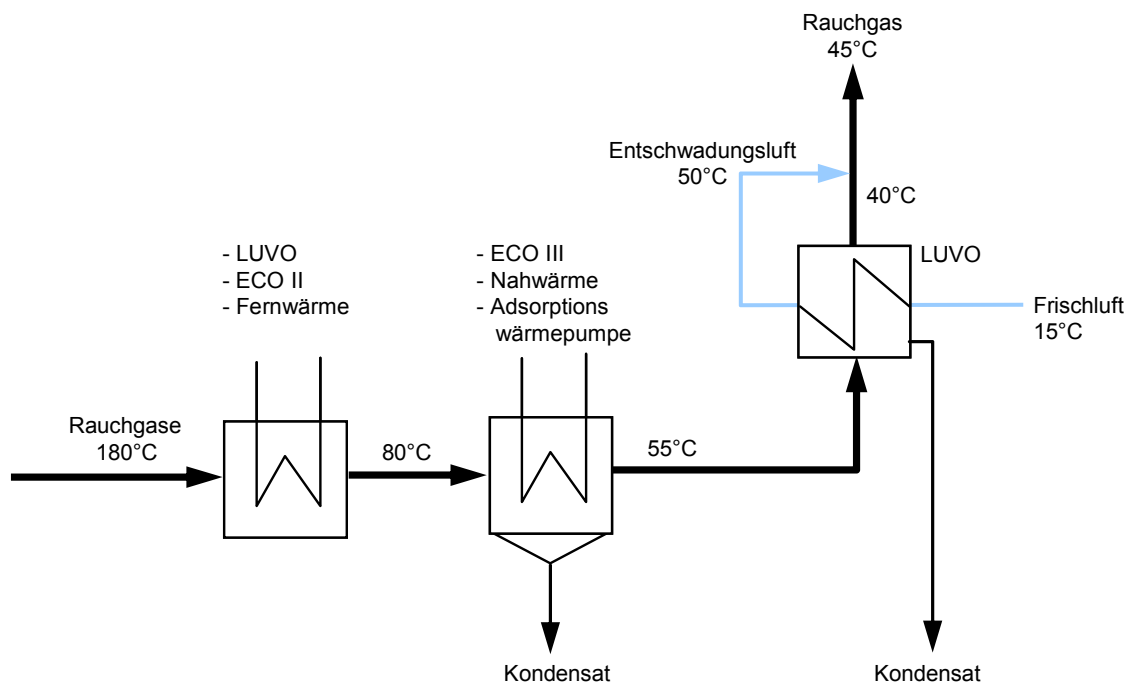 Rauchgas
45°C
Entschwadungsluft
50°C
40°C
- LUVO
- ECO II
- Fernwärme
- ECO III
- Nahwärme
- Adsorptions
wärmepumpe
LUVO
Frischluft
15°C
Rauchgase
180°C
80°C
55°C
Kondensat
Kondensat